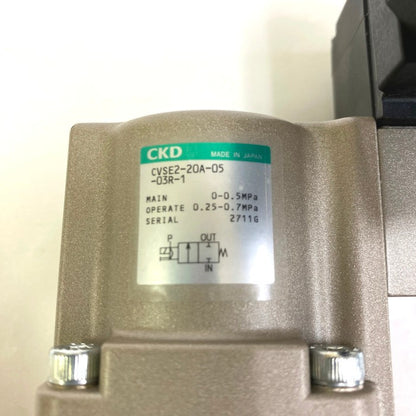 CKD MADE IN JAPAN
CVSE2-20A-05
-03R-1
MAIN 0-0.5MPa
OPERATE 0.25-0.7MPa
SERIAL 2711G
P OUT
IN